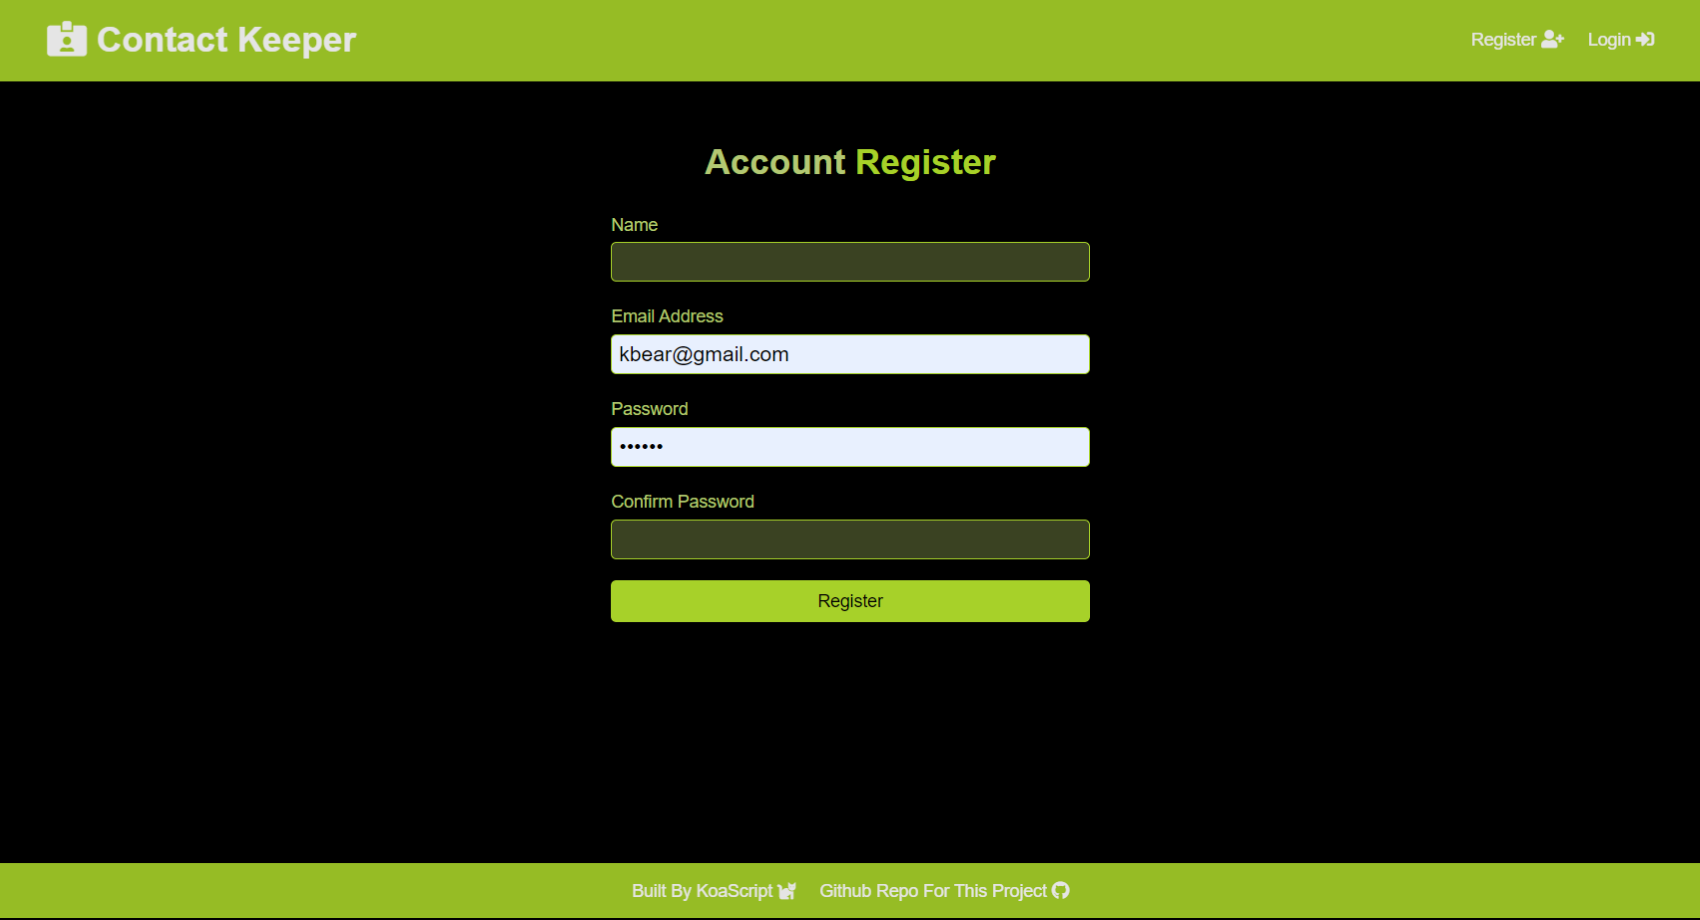 Contact Keeper
Register
Login
Account Register
Name
Email Address
kbear@gmail.com
Password
••••••
Confirm Password
Register
Built By KoaScript
Github Repo For This Project